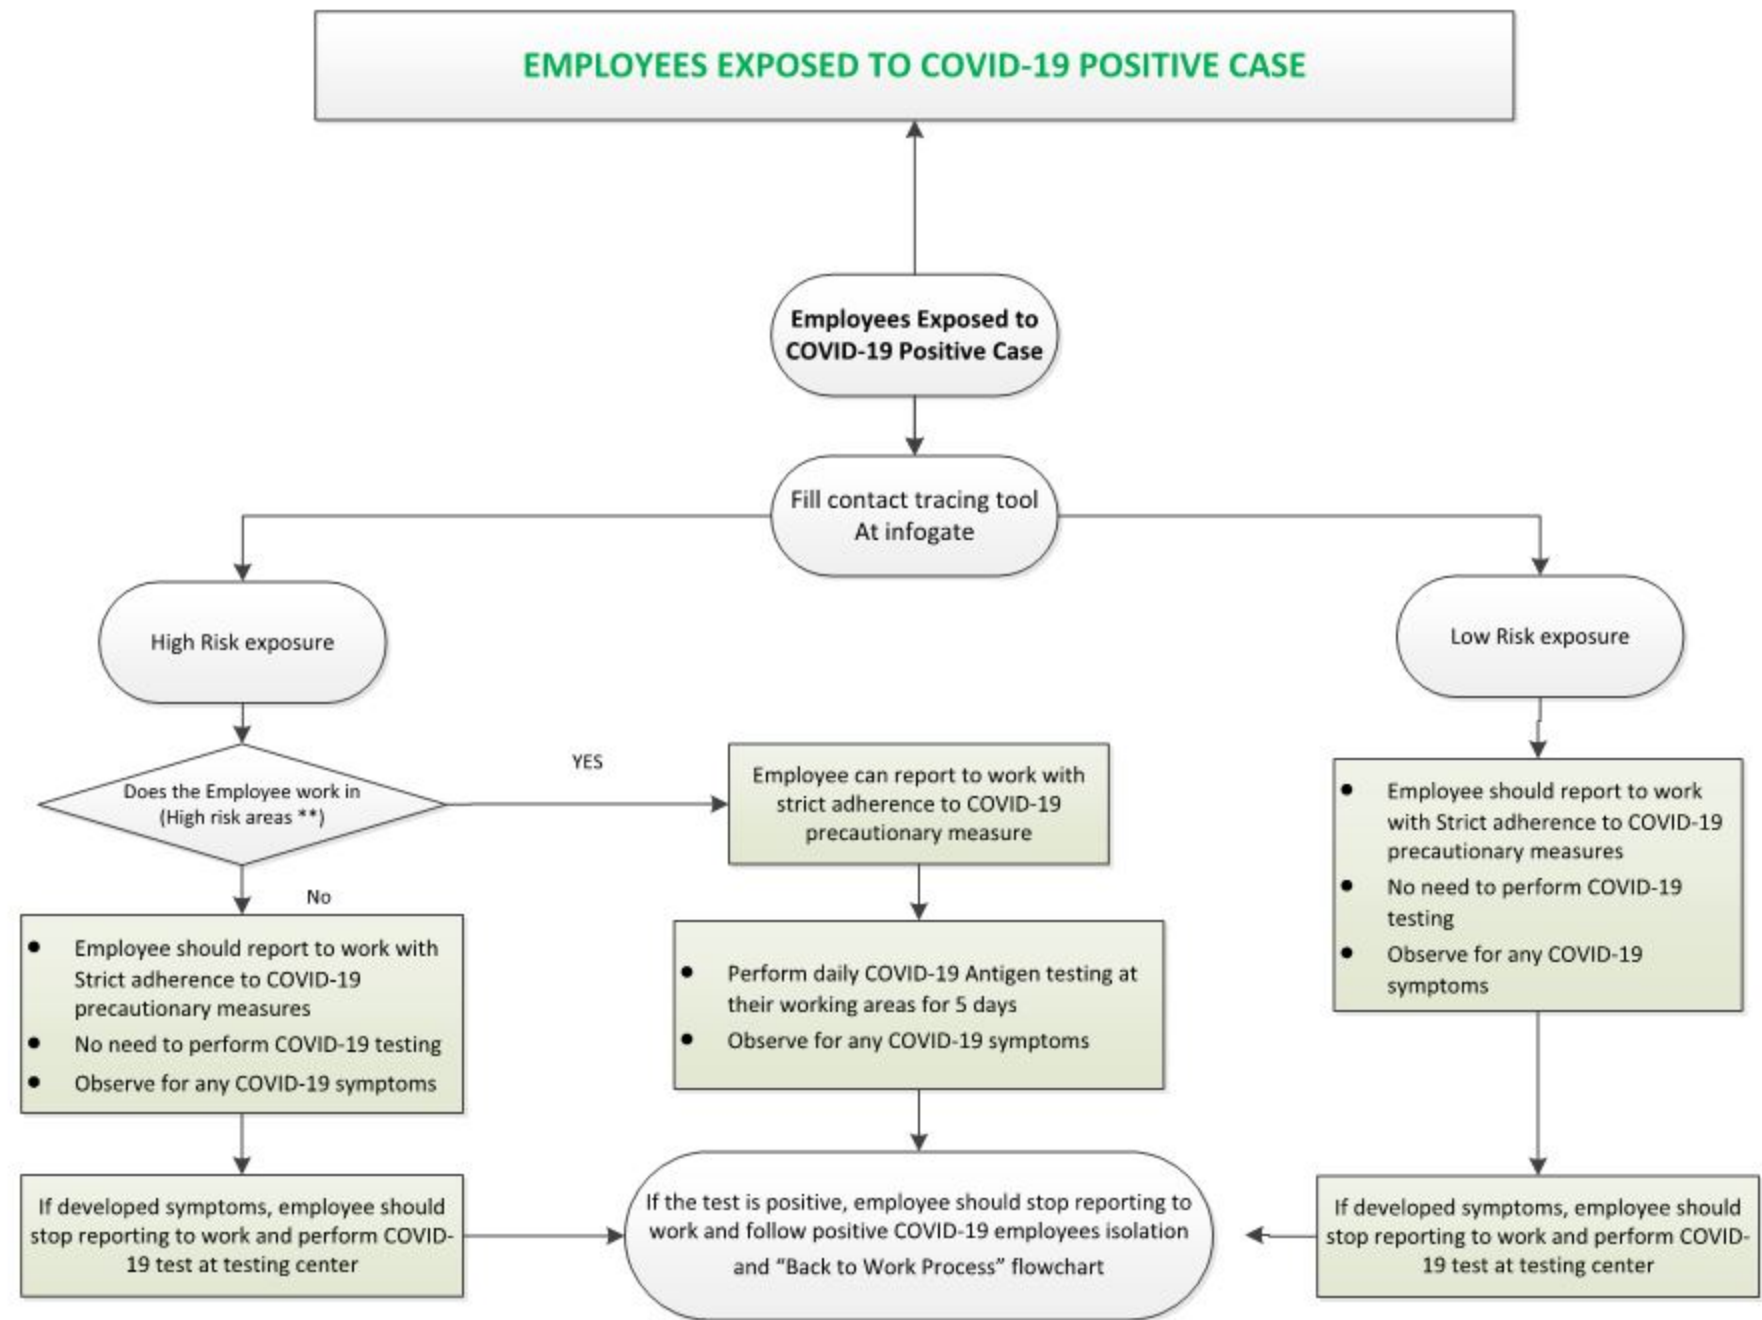 EMPLOYEES EXPOSED TO COVID-19 POSITIVE CASE
Employees Exposed to
COVID-19 Positive Case
Fill contact tracing tool
At infogate
High Risk exposure
Low Risk exposure
Does the Employee work in
(High risk areas **)
YES
No
Employee can report to work with
strict adherence to COVID-19
precautionary measure
● Employee should report to work
with Strict adherence to COVID-19
precautionary measures
● No need to perform COVID-19
testing
● Observe for any COVID-19
symptoms
● Employee should report to work with
Strict adherence to COVID-19
precautionary measures
● No need to perform COVID-19 testing
● Observe for any COVID-19 symptoms
● Perform daily COVID-19 Antigen testing at
their working areas for 5 days
● Observe for any COVID-19 symptoms
If developed symptoms, employee should
stop reporting to work and perform COVID-
19 test at testing center
If the test is positive, employee should stop reporting to
work and follow positive COVID-19 employees isolation
and “Back to Work Process” flowchart
If developed symptoms, employee should
stop reporting to work and perform COVID-
19 test at testing center